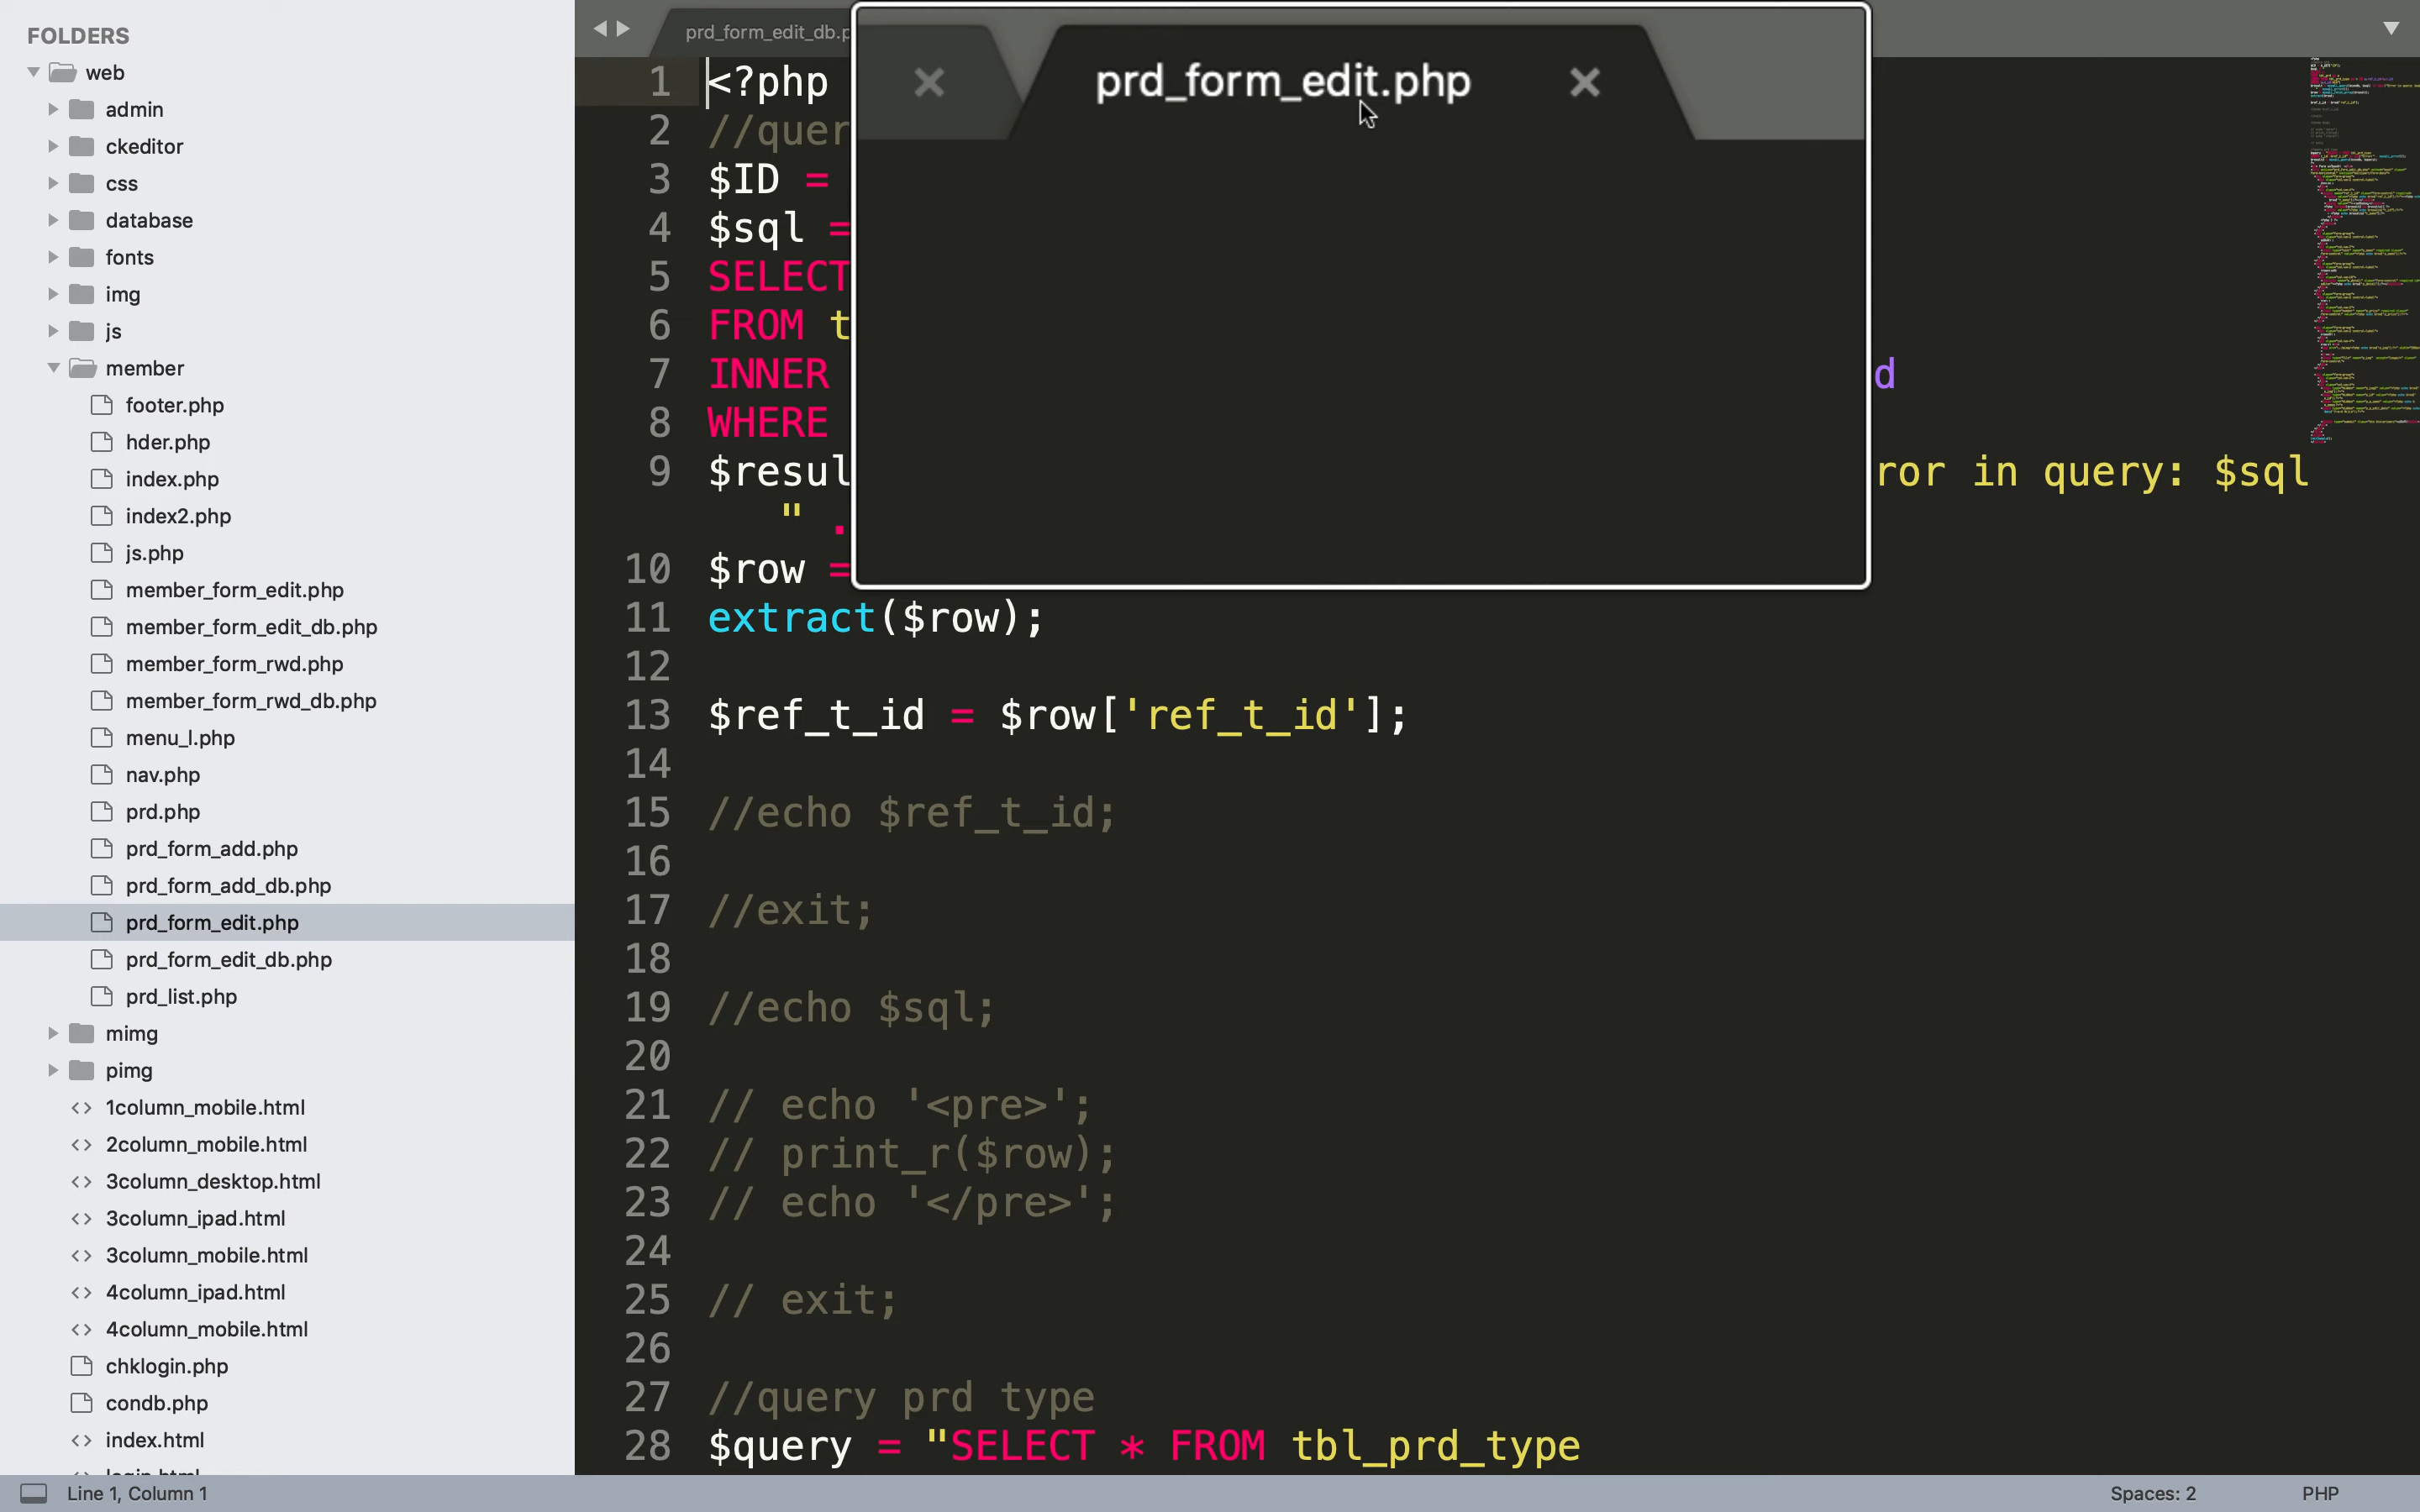 FOLDERS
web
admin
ckeditor
css
database
fonts
img
js
member
footer.php
hder.php
index.php
index2.php
js.php
member_form_edit.php
member_form_edit_db.php
member_form_rwd.php
member_form_rwd_db.php
menu_l.php
nav.php
prd.php
prd_form_add.php
prd_form_add_db.php
prd_form_edit.php
prd_form_edit_db.php
prd_list.php
mimg
pimg
1column_mobile.html
2column_mobile.html
3column_desktop.html
3column_ipad.html
3column_mobile.html
4column_ipad.html
4column_mobile.html
chklogin.php
condb.php
index.html
prd_form_edit_db.p
prd_form_edit.php
1 <?php
2 //quer
3 $ID =
4 $sql =
5 SELECT
6 FROM t
7 INNER d
8 WHERE
9 $resul ror in query: $sql
" .
10 $row =
11 extract($row);
12
13 $ref_t_id = $row['ref_t_id'];
14
15 //echo $ref_t_id;
16
17 //exit;
18
19 //echo $sql;
20
21 // echo '<pre>';
22 // print_r($row);
23 // echo '</pre>';
24
25 // exit;
26
27 //query prd type
28 $query = "SELECT * FROM tbl_prd_type
Line 1, Column 1
Spaces: 2
PHP